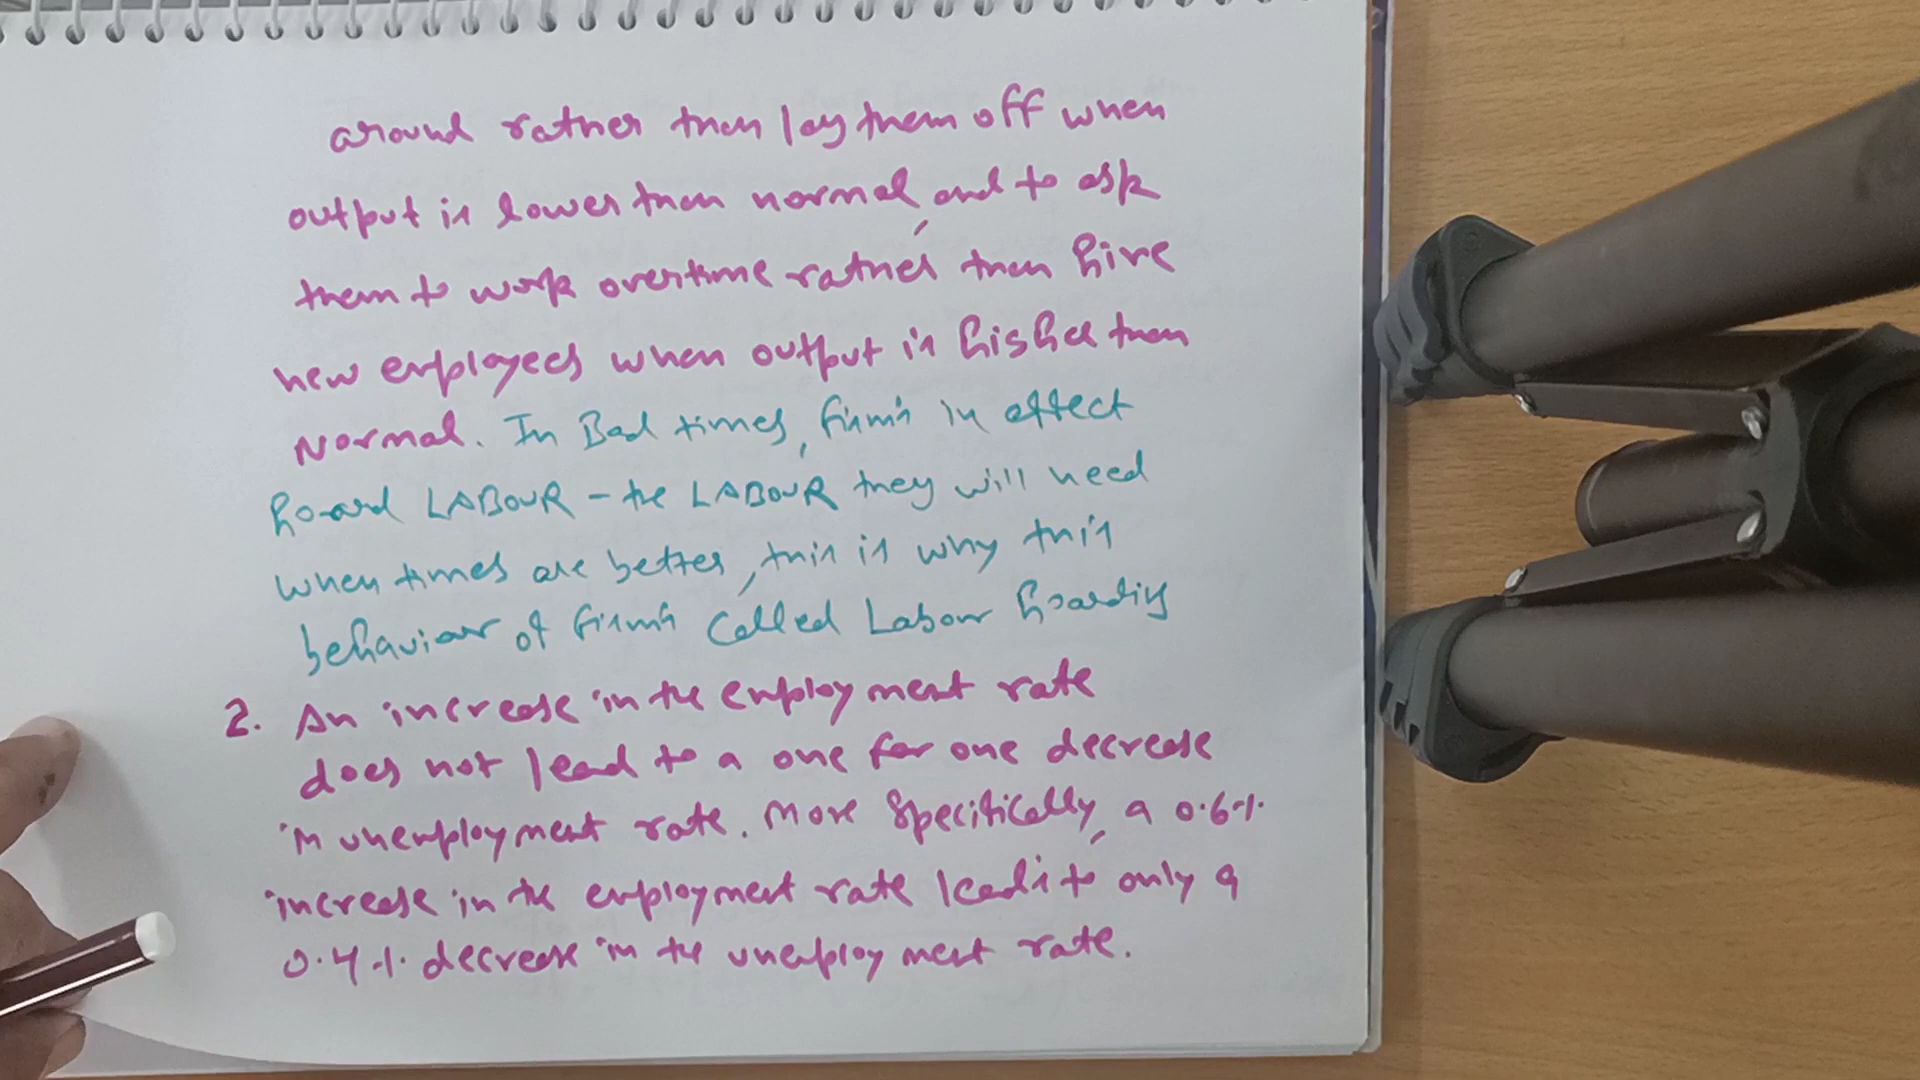 around rather than lay them off when
output is lower than normal, and to ask
them to work overtime rather than hire
new employees when output is higher than
Normal. In Bad times, firms in effect
hoard LABOUR - the LABOUR they will need
when times are better, this is why this
behaviour of firms called Labour hoarding
2. An increase in the employment rate
does not lead to a one for one decrease
in unemployment rate. More specifically, a 0.6%
increase in the employment rate leads to only a
0.4% decrease in the unemployment rate.